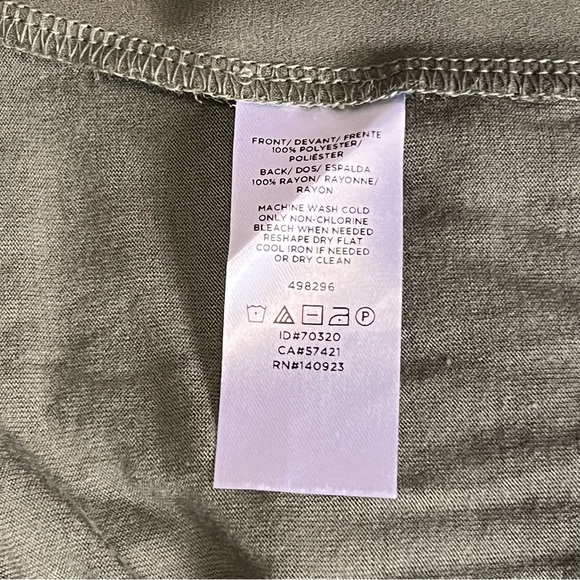 FRONT/ DEVANT/ FRENTE
100% POLYESTER/
POLIÉSTER
BACK/ DOS/ ESPALDA
100% RAYON/ RAYONNE/
RAYÓN
MACHINE WASH COLD
ONLY NON-CHLORINE
BLEACH WHEN NEEDED
RESHAPE DRY FLAT
COOL IRON IF NEEDED
OR DRY CLEAN
498296
P
ID#70320
CA#57421
RN#140923